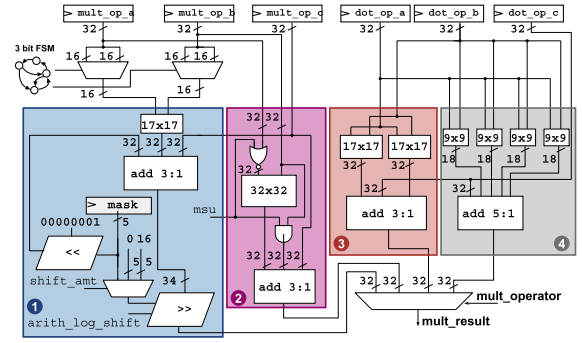 > mult_op_a
> mult_op_b
> mult_op_c
> dot_op_a
> dot_op_b
> dot_op_c
32 32 32 32 32 32
3 bit FSM
16 16 16 16
16 16
17x17
32 32 32
add 3:1
> mask
00000001
5
0 16
<<
5 5
shift_amt
34
>>
1
arith_log_shift
32 32
32
32x32
msu
32 32 32
add 3:1
2
17x17 17x17
32 32
add 3:1
3
9x9 9x9 9x9 9x9
18 18 18 18
32
add 5:1
4
32 32 32 32
mult_operator
mult_result